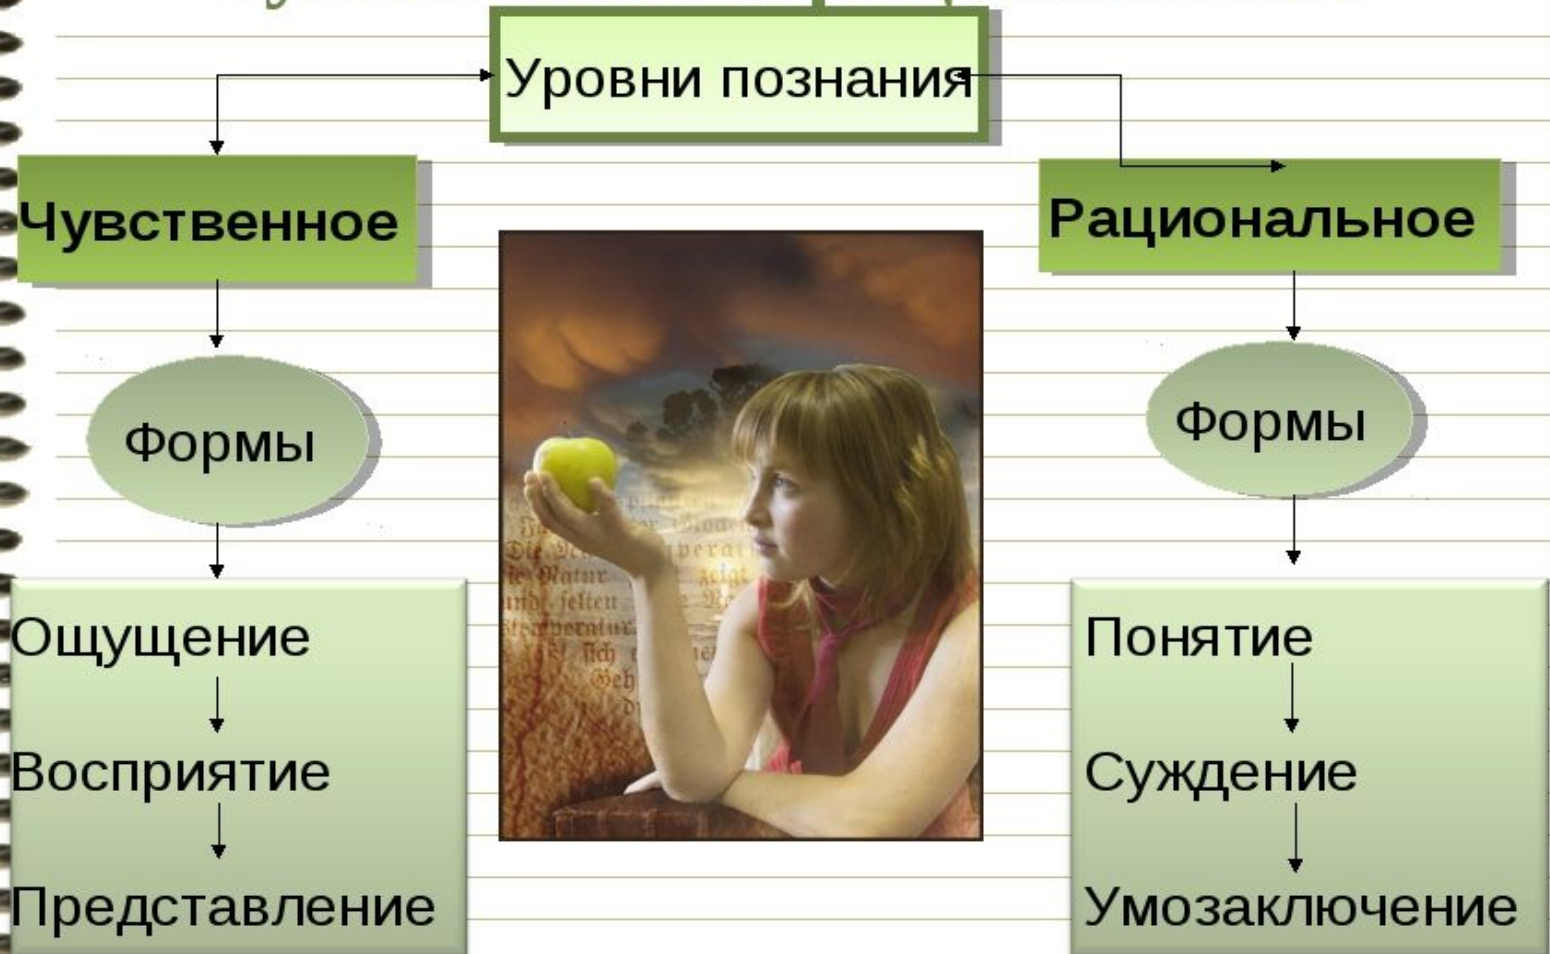 Уровни познания
Чувственное
Рациональное
Формы
Формы
Ощущение
Восприятие
Представление
Понятие
Суждение
Умозаключение